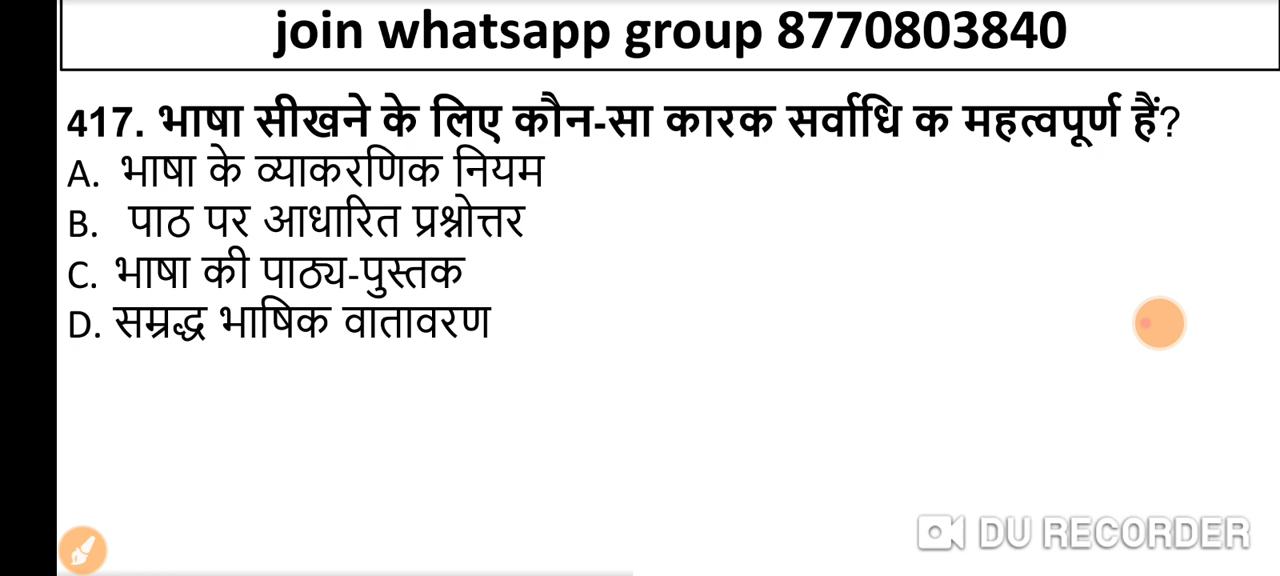 join whatsapp group 8770803840
417. भाषा सीखने के लिए कौन-सा कारक सर्वाधि क महत्वपूर्ण हैं?
A. भाषा के व्याकरणिक नियम
B. पाठ पर आधारित प्रश्नोत्तर
C. भाषा की पाठ्य-पुस्तक
D. सम्रद्ध भाषिक वातावरण
DU RECORDER